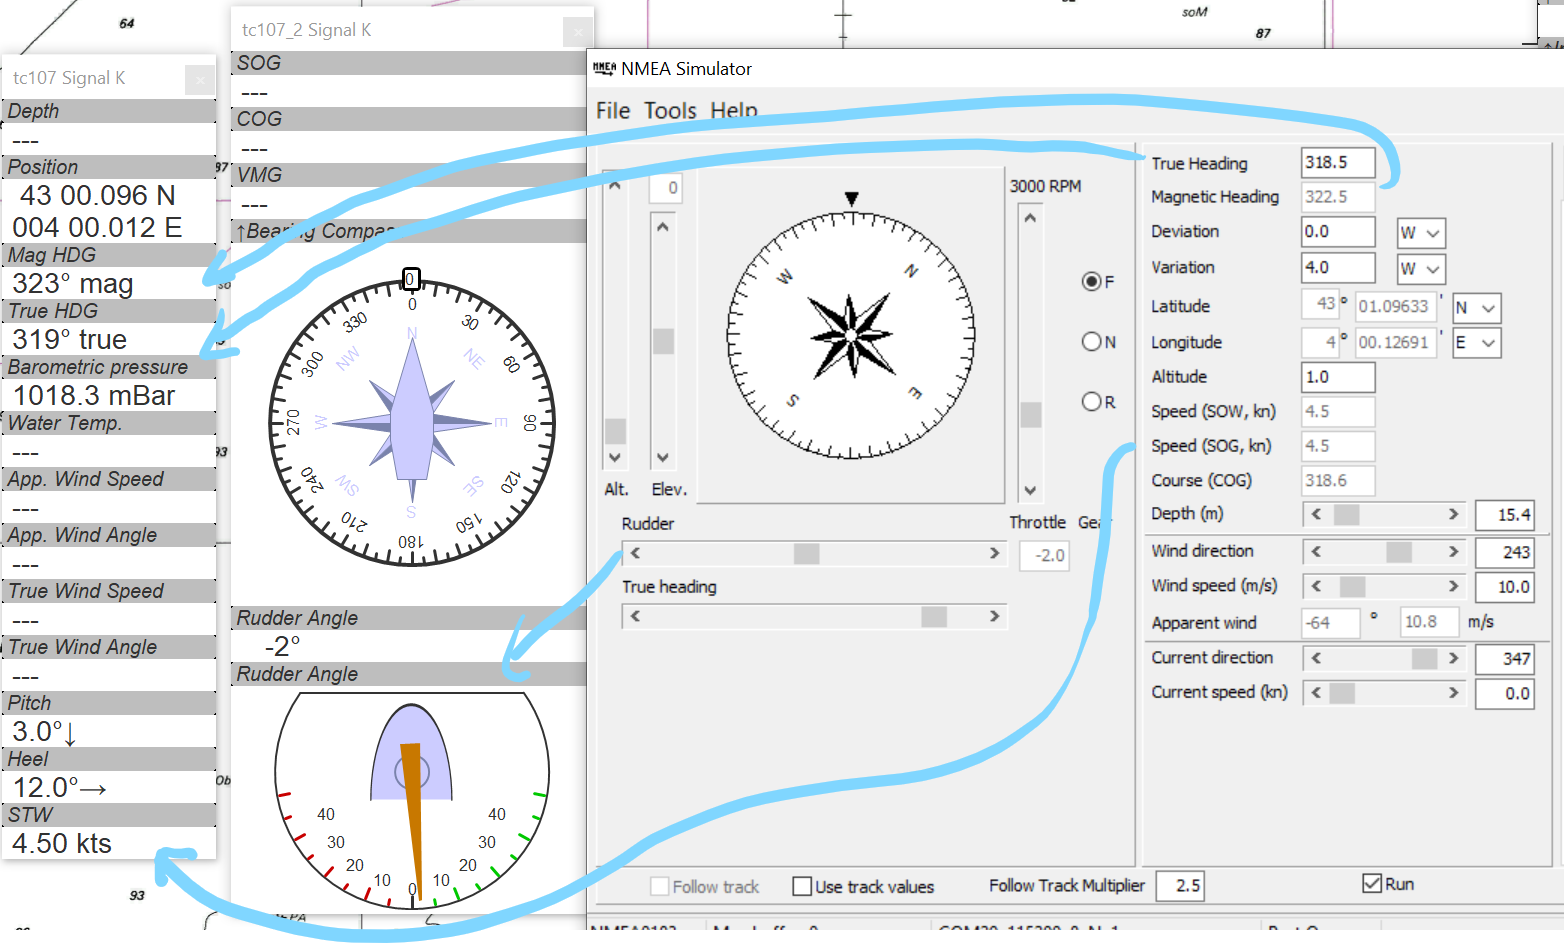 64
soM
87
tc107_2 Signal K
SOG
---
COG
---
VMG
---
↑Bearing Compas
0
0
30
60
90
120
150
180
210
240
270
300
330
N
NE
E
SE
S
SW
W
NW
Rudder Angle
-2°
Rudder Angle
40
30
20
10
0
10
20
30
40
tc107 Signal K
Depth
---
Position
43 00.096 N
004 00.012 E
Mag HDG
323° mag
True HDG
319° true
Barometric pressure
1018.3 mBar
Water Temp.
---
App. Wind Speed
---
App. Wind Angle
---
True Wind Speed
---
True Wind Angle
---
Pitch
3.0°↓
Heel
12.0°→
STW
4.50 kts
93
NMEA Simulator
File Tools Help
0
3000 RPM
W
N
S
E
F
N
R
Alt. Elev.
Rudder
Throttle Gear
-2.0
True heading
True Heading 318.5
Magnetic Heading 322.5
Deviation 0.0 W
Variation 4.0 W
Latitude 43 ° 01.09633 ' N
Longitude 4 ° 00.12691 ' E
Altitude 1.0
Speed (SOW, kn) 4.5
Speed (SOG, kn) 4.5
Course (COG) 318.6
Depth (m) 15.4
Wind direction 243
Wind speed (m/s) 10.0
Apparent wind -64 ° 10.8 m/s
Current direction 347
Current speed (kn) 0.0
Follow track Use track values Follow Track Multiplier 2.5 Run